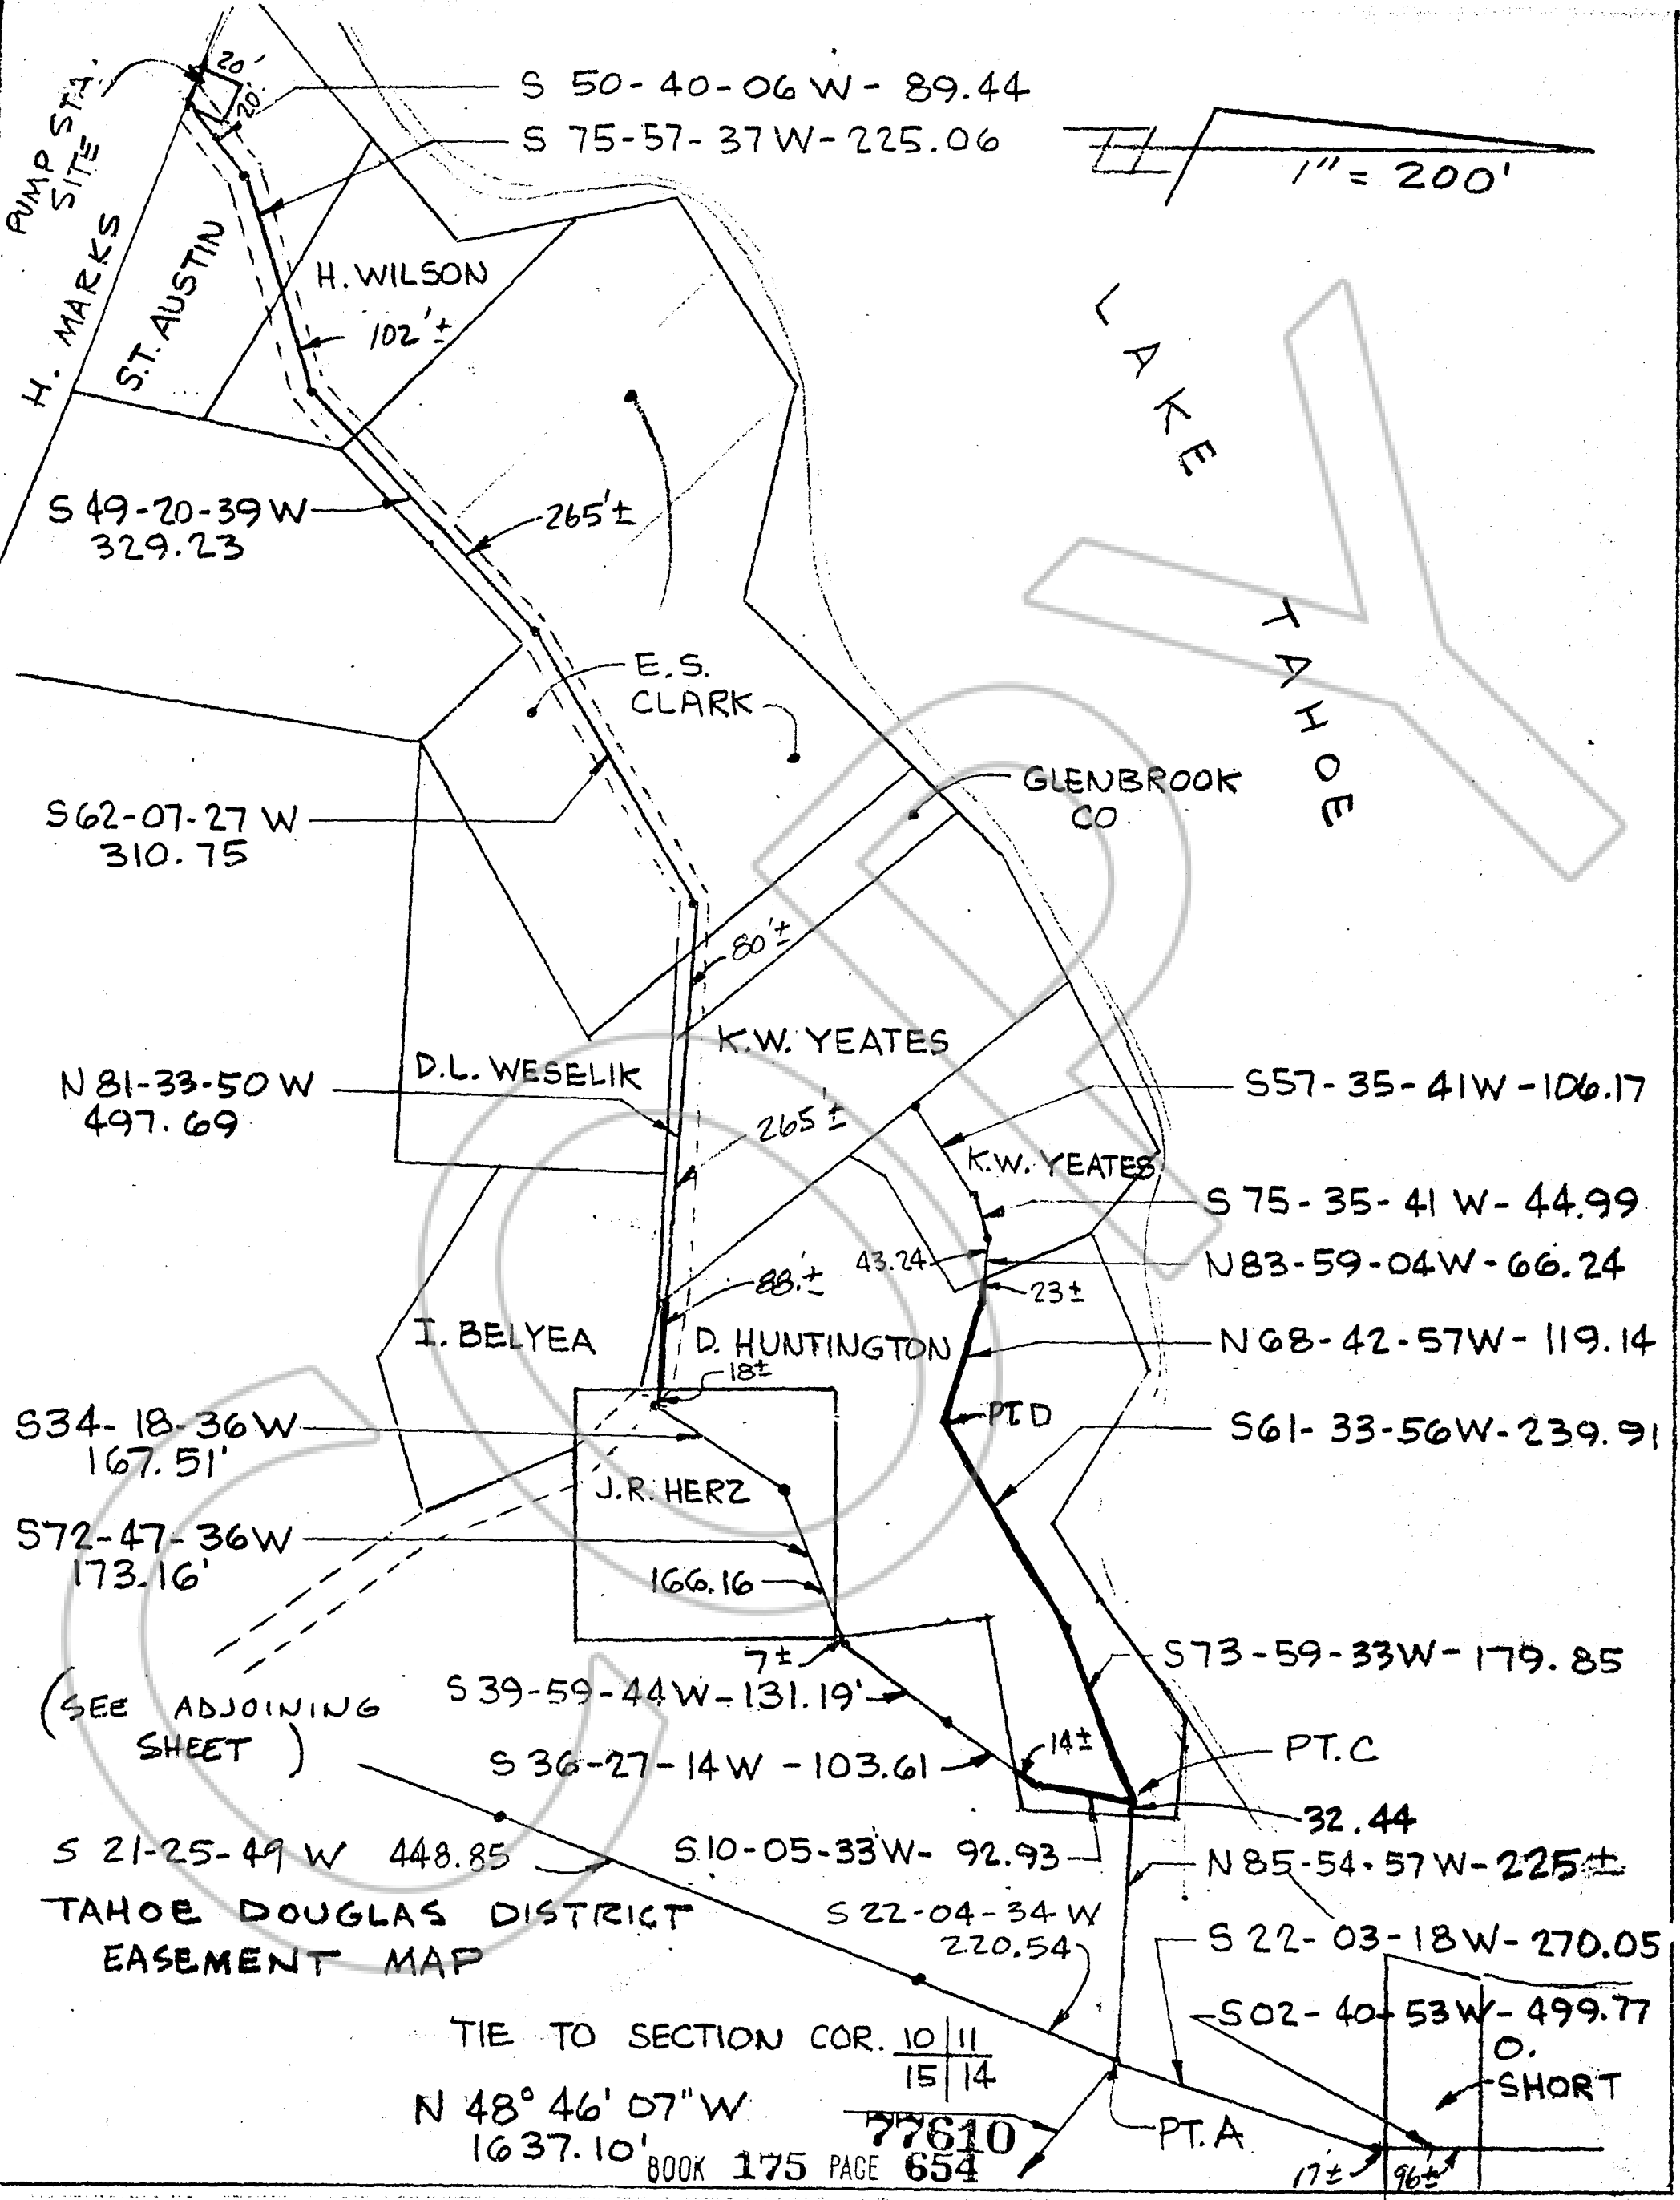 20'
20'
PUMP STA.
SITE
S 50-40-06 W - 89.44
S 75-57-37 W - 225.06
1" = 200'
H. MARKS
S.T. AUSTIN
H. WILSON
102'±
LAKE
TAHOE
S 49-20-39 W
329.23
265'±
E.S.
CLARK
GLENBROOK
CO.
S 62-07-27 W
310.75
80'±
K.W. YEATES
D.L. WESELIK
N 81-33-50 W
497.69
265'±
S57-35-41W - 106.17
K.W. YEATES
S 75-35-41 W - 44.99
43.24
N83-59-04W - 66.24
23±
88'±
I. BELYEA
D. HUNTINGTON
18±
N68-42-57W - 119.14
PT. D
S34-18-36W
167.51'
S61-33-56W - 239.91
J.R. HERZ
S72-47-36W
173.16'
166.16
7±
S73-59-33W - 179.85
S 39-59-44W - 131.19'
(SEE ADJOINING
SHEET)
14±
PT. C
S 36-27-14W - 103.61
32.44
S 21-25-49 W 448.85
S10-05-33W - 92.93
N85-54-57W - 225±
TAHOE DOUGLAS DISTRICT
EASEMENT MAP
S 22-04-34 W
220.54
S 22-03-18W - 270.05
S02-40-53W - 499.77
O.
SHORT
TIE TO SECTION COR. 10 | 11
15 | 14
N 48° 46' 07" W
1637.10'
77610
PT. A
BOOK 175 PAGE 654
17±
96±
COPY